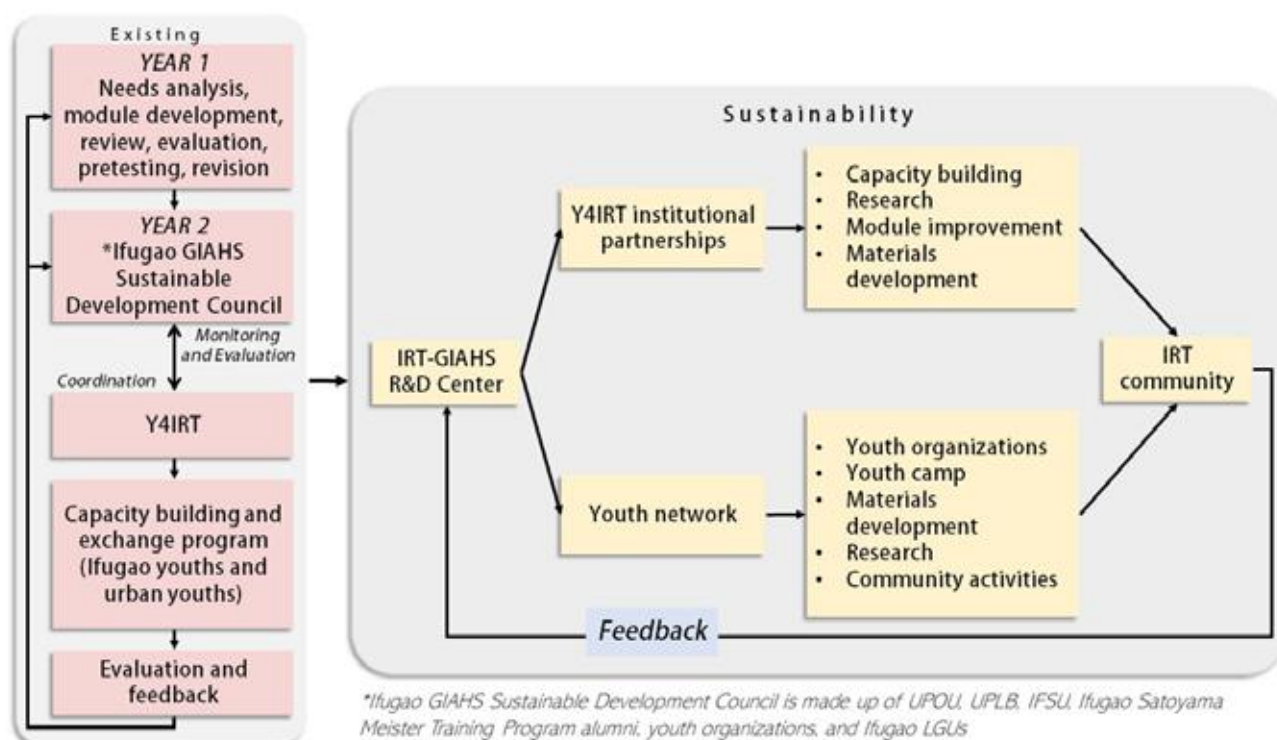 Existing
YEAR 1
Needs analysis,
module development,
review, evaluation,
pretesting, revision
YEAR 2
*Ifugao GIAHS
Sustainable
Development Council
Monitoring
and Evaluation
Coordination
Y4IRT
Capacity building and
exchange program
(Ifugao youths and
urban youths)
Evaluation and
feedback
Sustainability
IRT-GIAHS
R&D Center
Y4IRT institutional
partnerships
• Capacity building
• Research
• Module improvement
• Materials
development
Youth network
• Youth organizations
• Youth camp
• Materials
development
• Research
• Community activities
IRT
community
Feedback
*Ifugao GIAHS Sustainable Development Council is made up of UPOU, UPLB, IFSU, Ifugao Satoyama
Meister Training Program alumni, youth organizations, and Ifugao LGUs